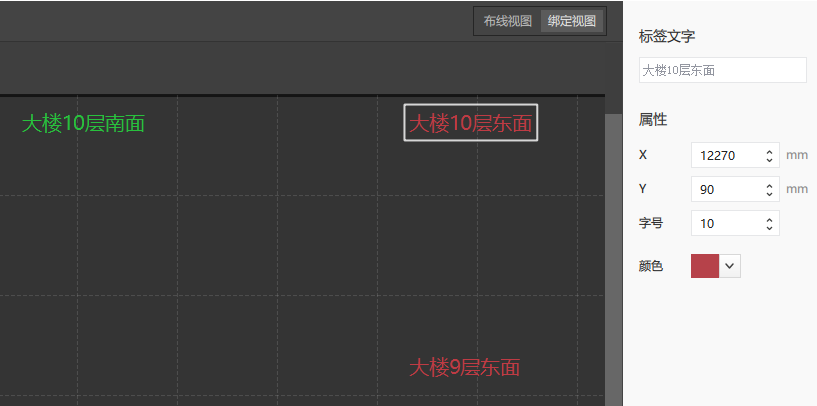 布线视图 绑定视图
标签文字
大楼10层东面
大楼10层南面 大楼10层东面
属性
X 12270 mm
Y 90 mm
字号 10
颜色
大楼9层东面